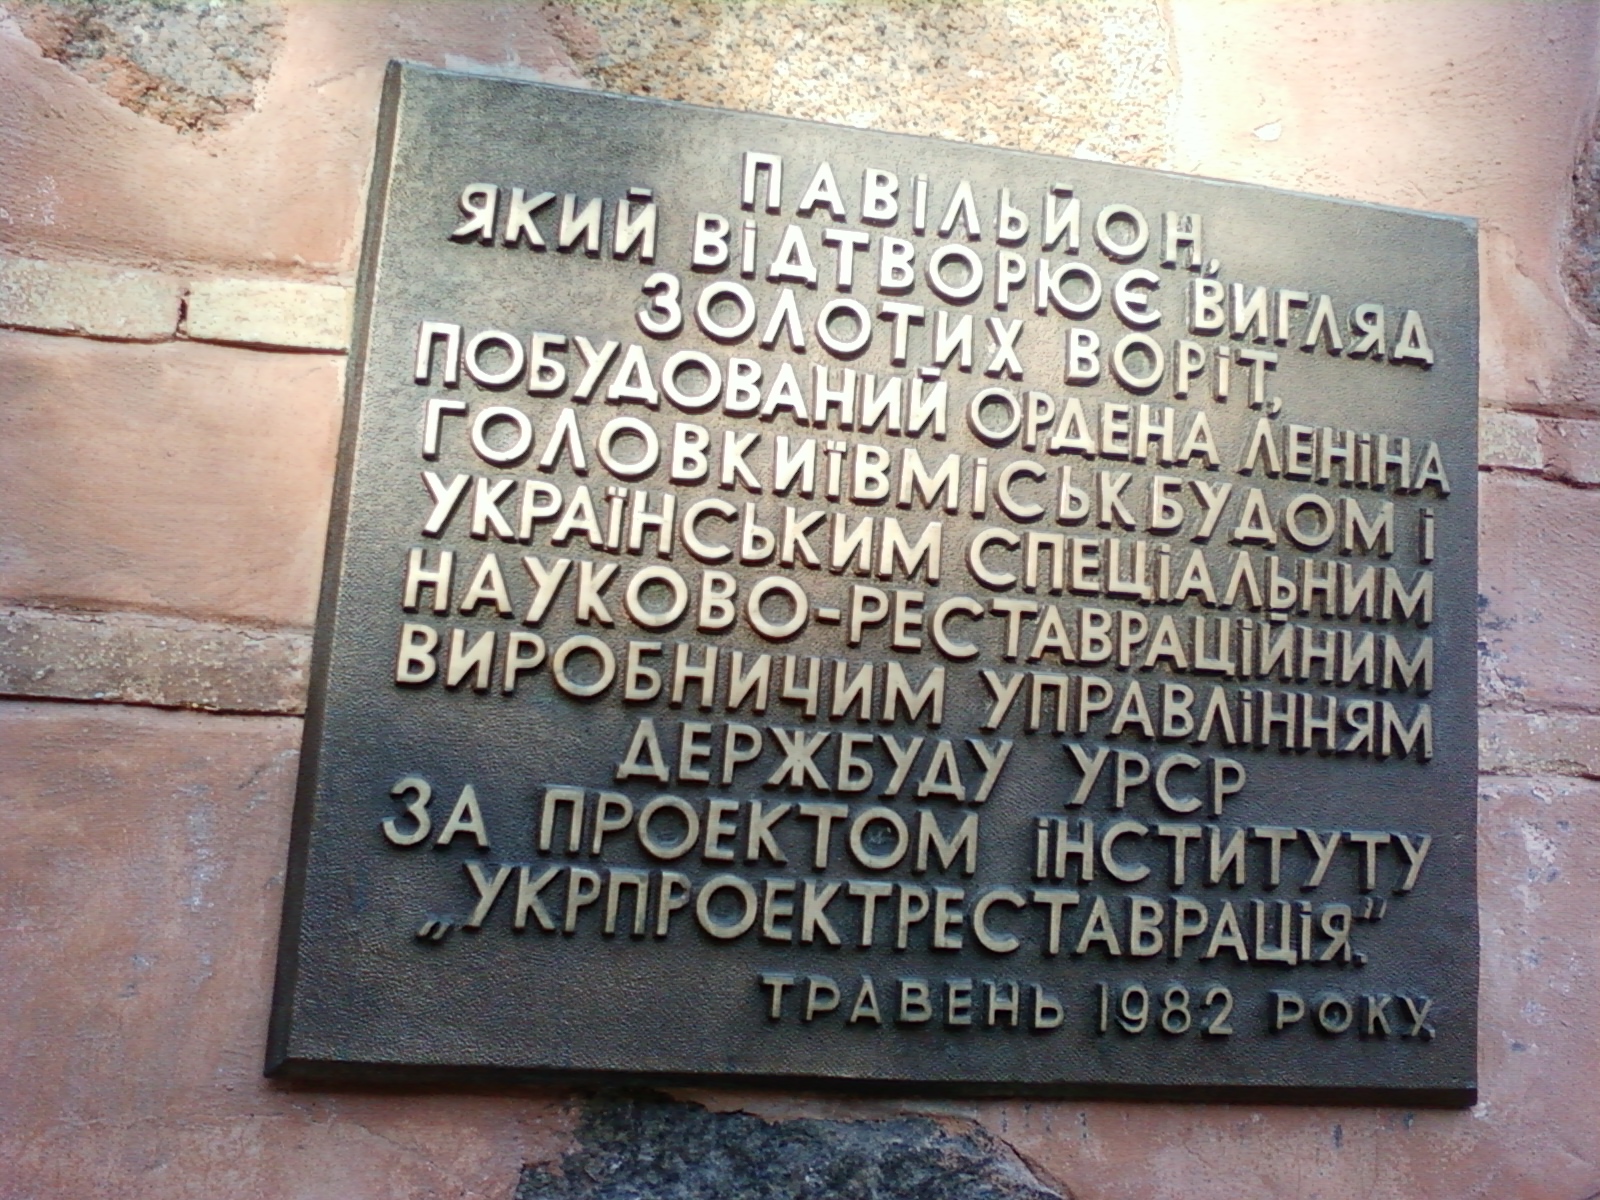 ПАВІЛЬЙОН,
ЯКИЙ ВІДТВОРЮЄ ВИГЛЯД
ЗОЛОТИХ ВОРІТ,
ПОБУДОВАНИЙ ОРДЕНА ЛЕНІНА
ГОЛОВКИЇВМІСЬКБУДОМ І
УКРАЇНСЬКИМ СПЕЦІАЛЬНИМ
НАУКОВО-РЕСТАВРАЦІЙНИМ
ВИРОБНИЧИМ УПРАВЛІННЯМ
ДЕРЖБУДУ УРСР
ЗА ПРОЕКТОМ ІНСТИТУТУ
„УКРПРОЕКТРЕСТАВРАЦІЯ."
ТРАВЕНЬ 1982 РОКУ